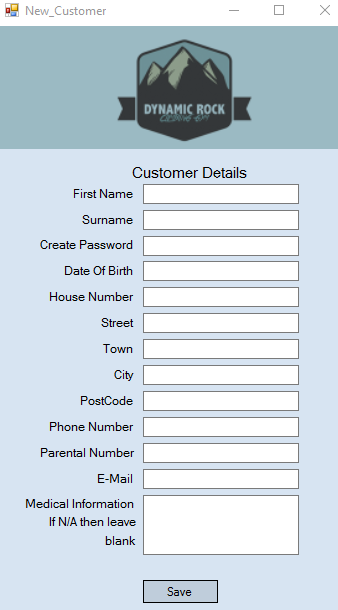 New_Customer
DYNAMIC ROCK
Customer Details
First Name
Surname
Create Password
Date Of Birth
House Number
Street
Town
City
PostCode
Phone Number
Parental Number
E-Mail
Medical Information
If N/A then leave
blank
Save